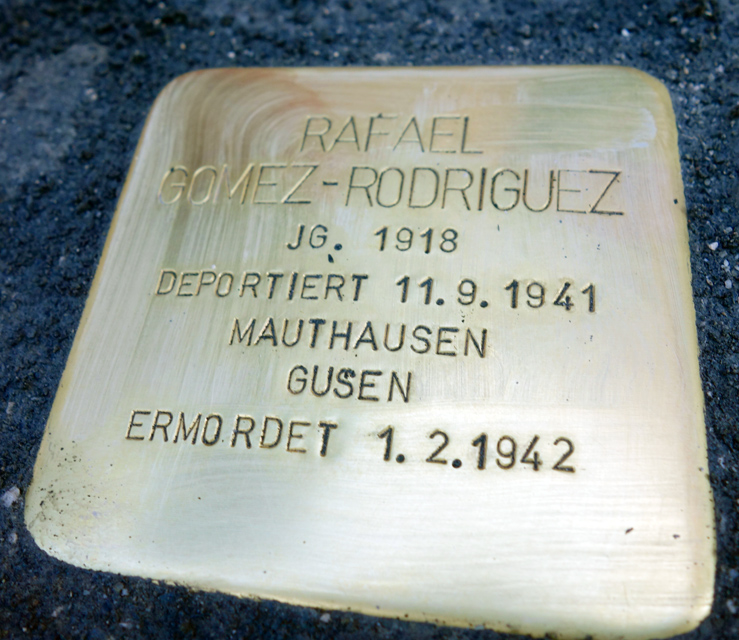 RAFAEL
GOMEZ-RODRIGUEZ
JG. 1918
DEPORTIERT 11.9.1941
MAUTHAUSEN
GUSEN
ERMORDET 1.2.1942